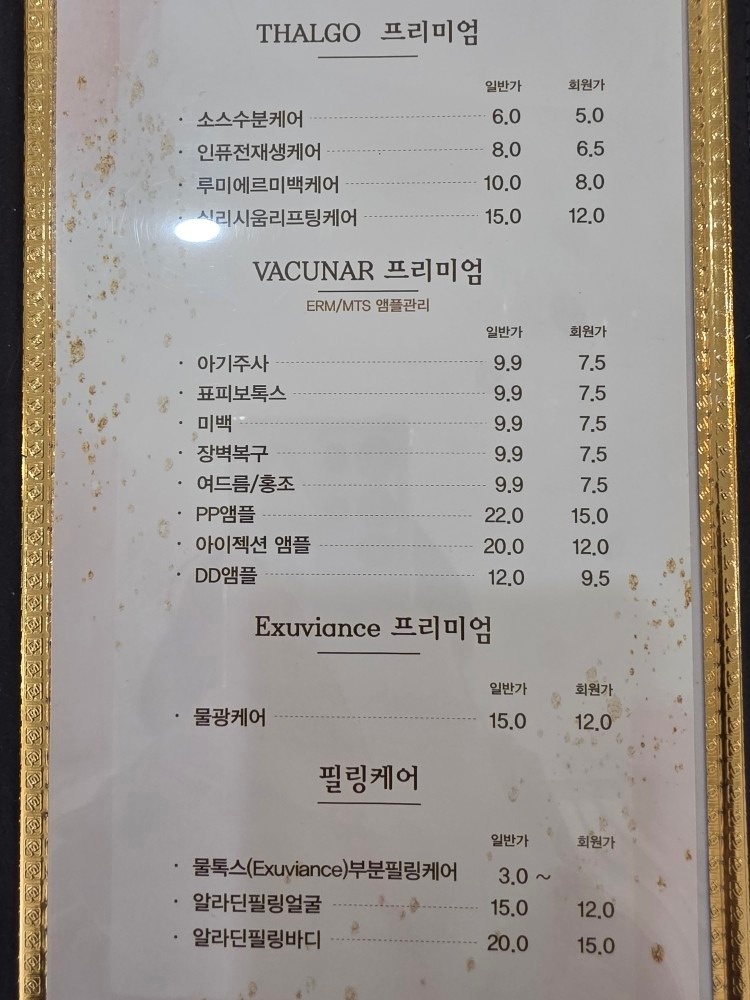 THALGO 프리미엄
일반가 회원가
· 소스수분케어 6.0 5.0
· 인퓨전재생케어 8.0 6.5
· 루미에르미백케어 10.0 8.0
· 실리시움리프팅케어 15.0 12.0
VACUNAR 프리미엄
ERM/MTS 앰플관리
일반가 회원가
· 아기주사 9.9 7.5
· 표피보톡스 9.9 7.5
· 미백 9.9 7.5
· 장벽복구 9.9 7.5
· 여드름/홍조 9.9 7.5
· PP앰플 22.0 15.0
· 아이젝션 앰플 20.0 12.0
· DD앰플 12.0 9.5
Exuviance 프리미엄
일반가 회원가
· 물광케어 15.0 12.0
필링케어
일반가 회원가
· 물톡스(Exuviance)부분필링케어 3.0 ~
· 알라딘필링얼굴 15.0 12.0
· 알라딘필링바디 20.0 15.0